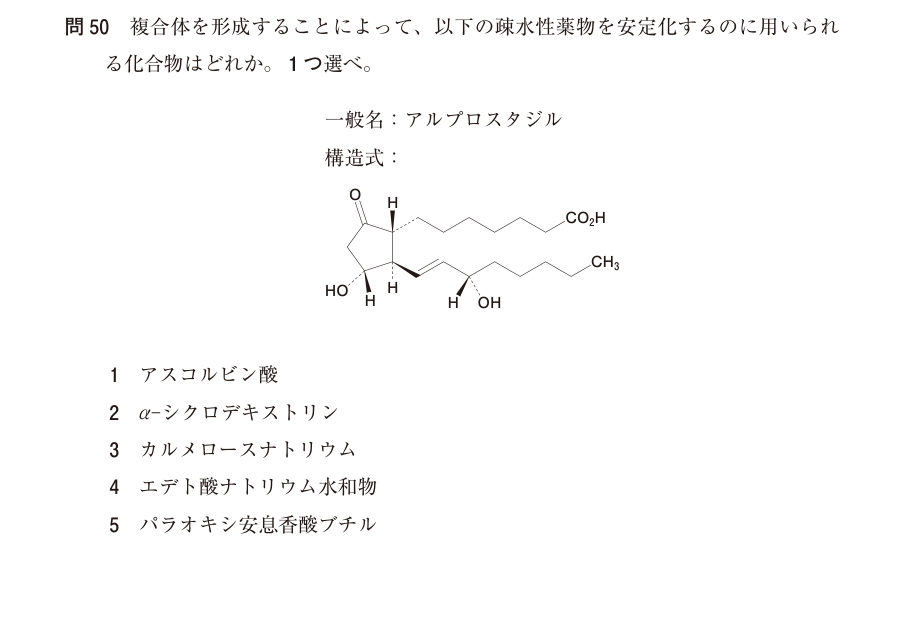 問50 複合体を形成することによって、以下の疎水性薬物を安定化するのに用いられ
る化合物はどれか。1つ選べ。
一般名：アルプロスタジル
構造式：
O
H
CO₂H
CH₃
HO
H
H
H
OH
1 アスコルビン酸
2 α-シクロデキストリン
3 カルメロースナトリウム
4 エデト酸ナトリウム水和物
5 パラオキシ安息香酸ブチル